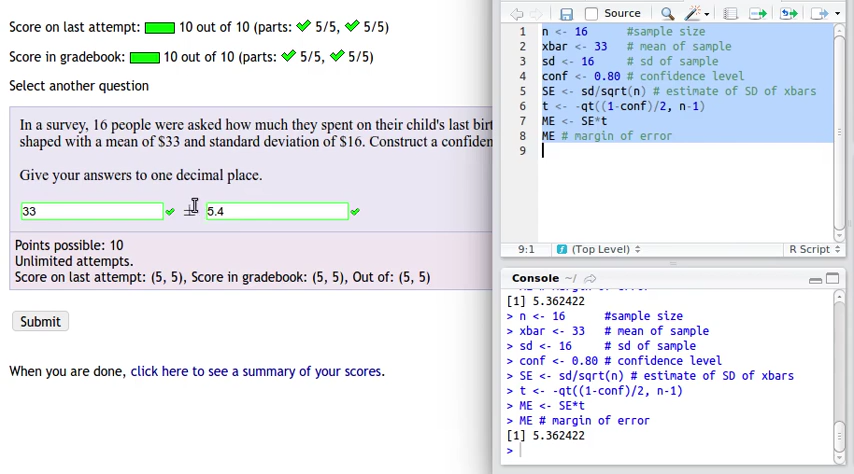 Score on last attempt: 10 out of 10 (parts: 5/5, 5/5)
Score in gradebook: 10 out of 10 (parts: 5/5, 5/5)
Select another question
In a survey, 16 people were asked how much they spent on their child's last
shaped with a mean of $33 and standard deviation of $16. Construct a
Give your answers to one decimal place.
33 ± 5.4
Points possible: 10
Unlimited attempts.
Score on last attempt: (5, 5), Score in gradebook: (5, 5), Out of: (5, 5)
Submit
When you are done, click here to see a summary of your scores.
Source
1 n <- 16 #sample size
2 xbar <- 33 # mean of sample
3 sd <- 16 # sd of sample
4 conf <- 0.80 # confidence level
5 SE <- sd/sqrt(n) # estimate of SD of xbars
6 t <- -qt((1-conf)/2, n-1)
7 ME <- SE*t
8 ME # margin of error
9
9:1 (Top Level) R Script
Console ~/
[1] 5.362422
> n <- 16 #sample size
> xbar <- 33 # mean of sample
> sd <- 16 # sd of sample
> conf <- 0.80 # confidence level
> SE <- sd/sqrt(n) # estimate of SD of xbars
> t <- -qt((1-conf)/2, n-1)
> ME <- SE*t
> ME # margin of error
[1] 5.362422
>